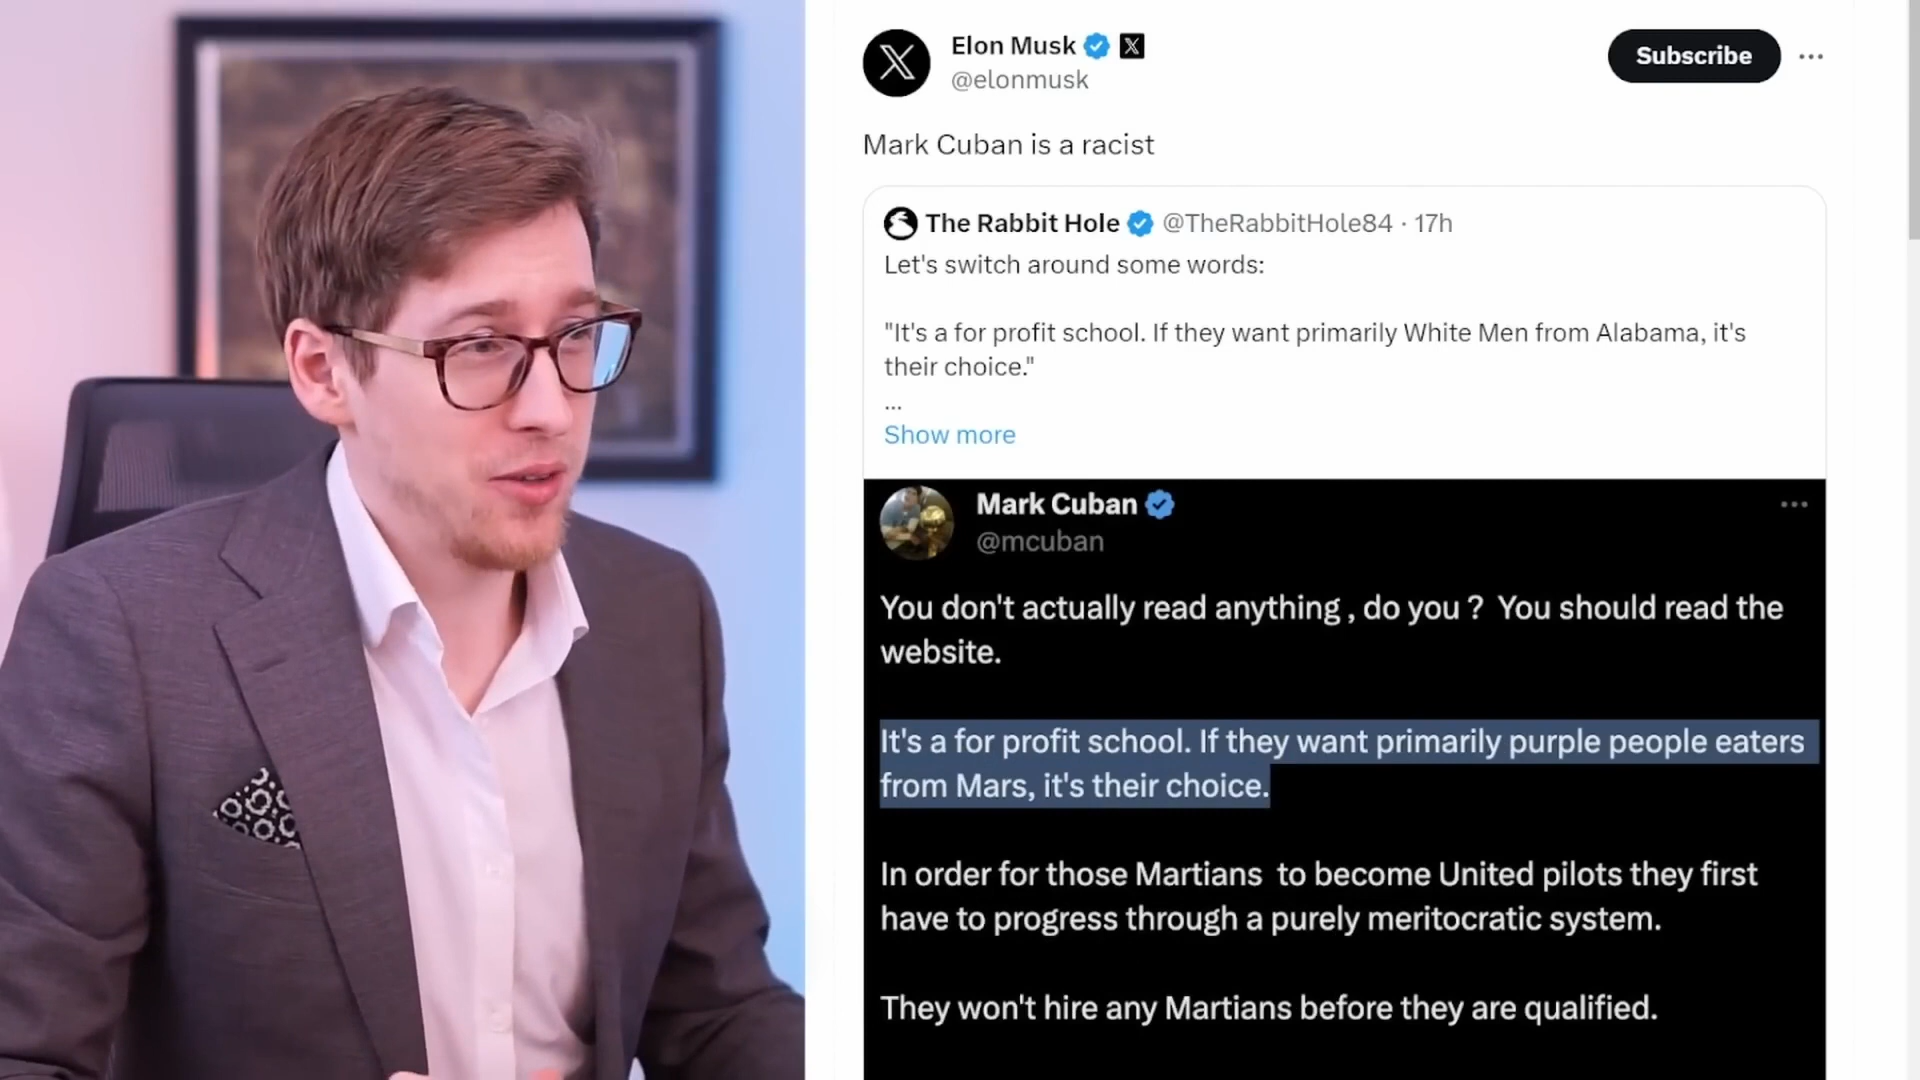 Elon Musk
@elonmusk
Subscribe
Mark Cuban is a racist
The Rabbit Hole @TheRabbitHole84 · 17h
Let's switch around some words:
"It's a for profit school. If they want primarily White Men from Alabama, it's
their choice."
...
Show more
Mark Cuban
@mcuban
You don't actually read anything , do you ?  You should read the
website.
It's a for profit school. If they want primarily purple people eaters
from Mars, it's their choice.
In order for those Martians  to become United pilots they first
have to progress through a purely meritocratic system.
They won't hire any Martians before they are qualified.